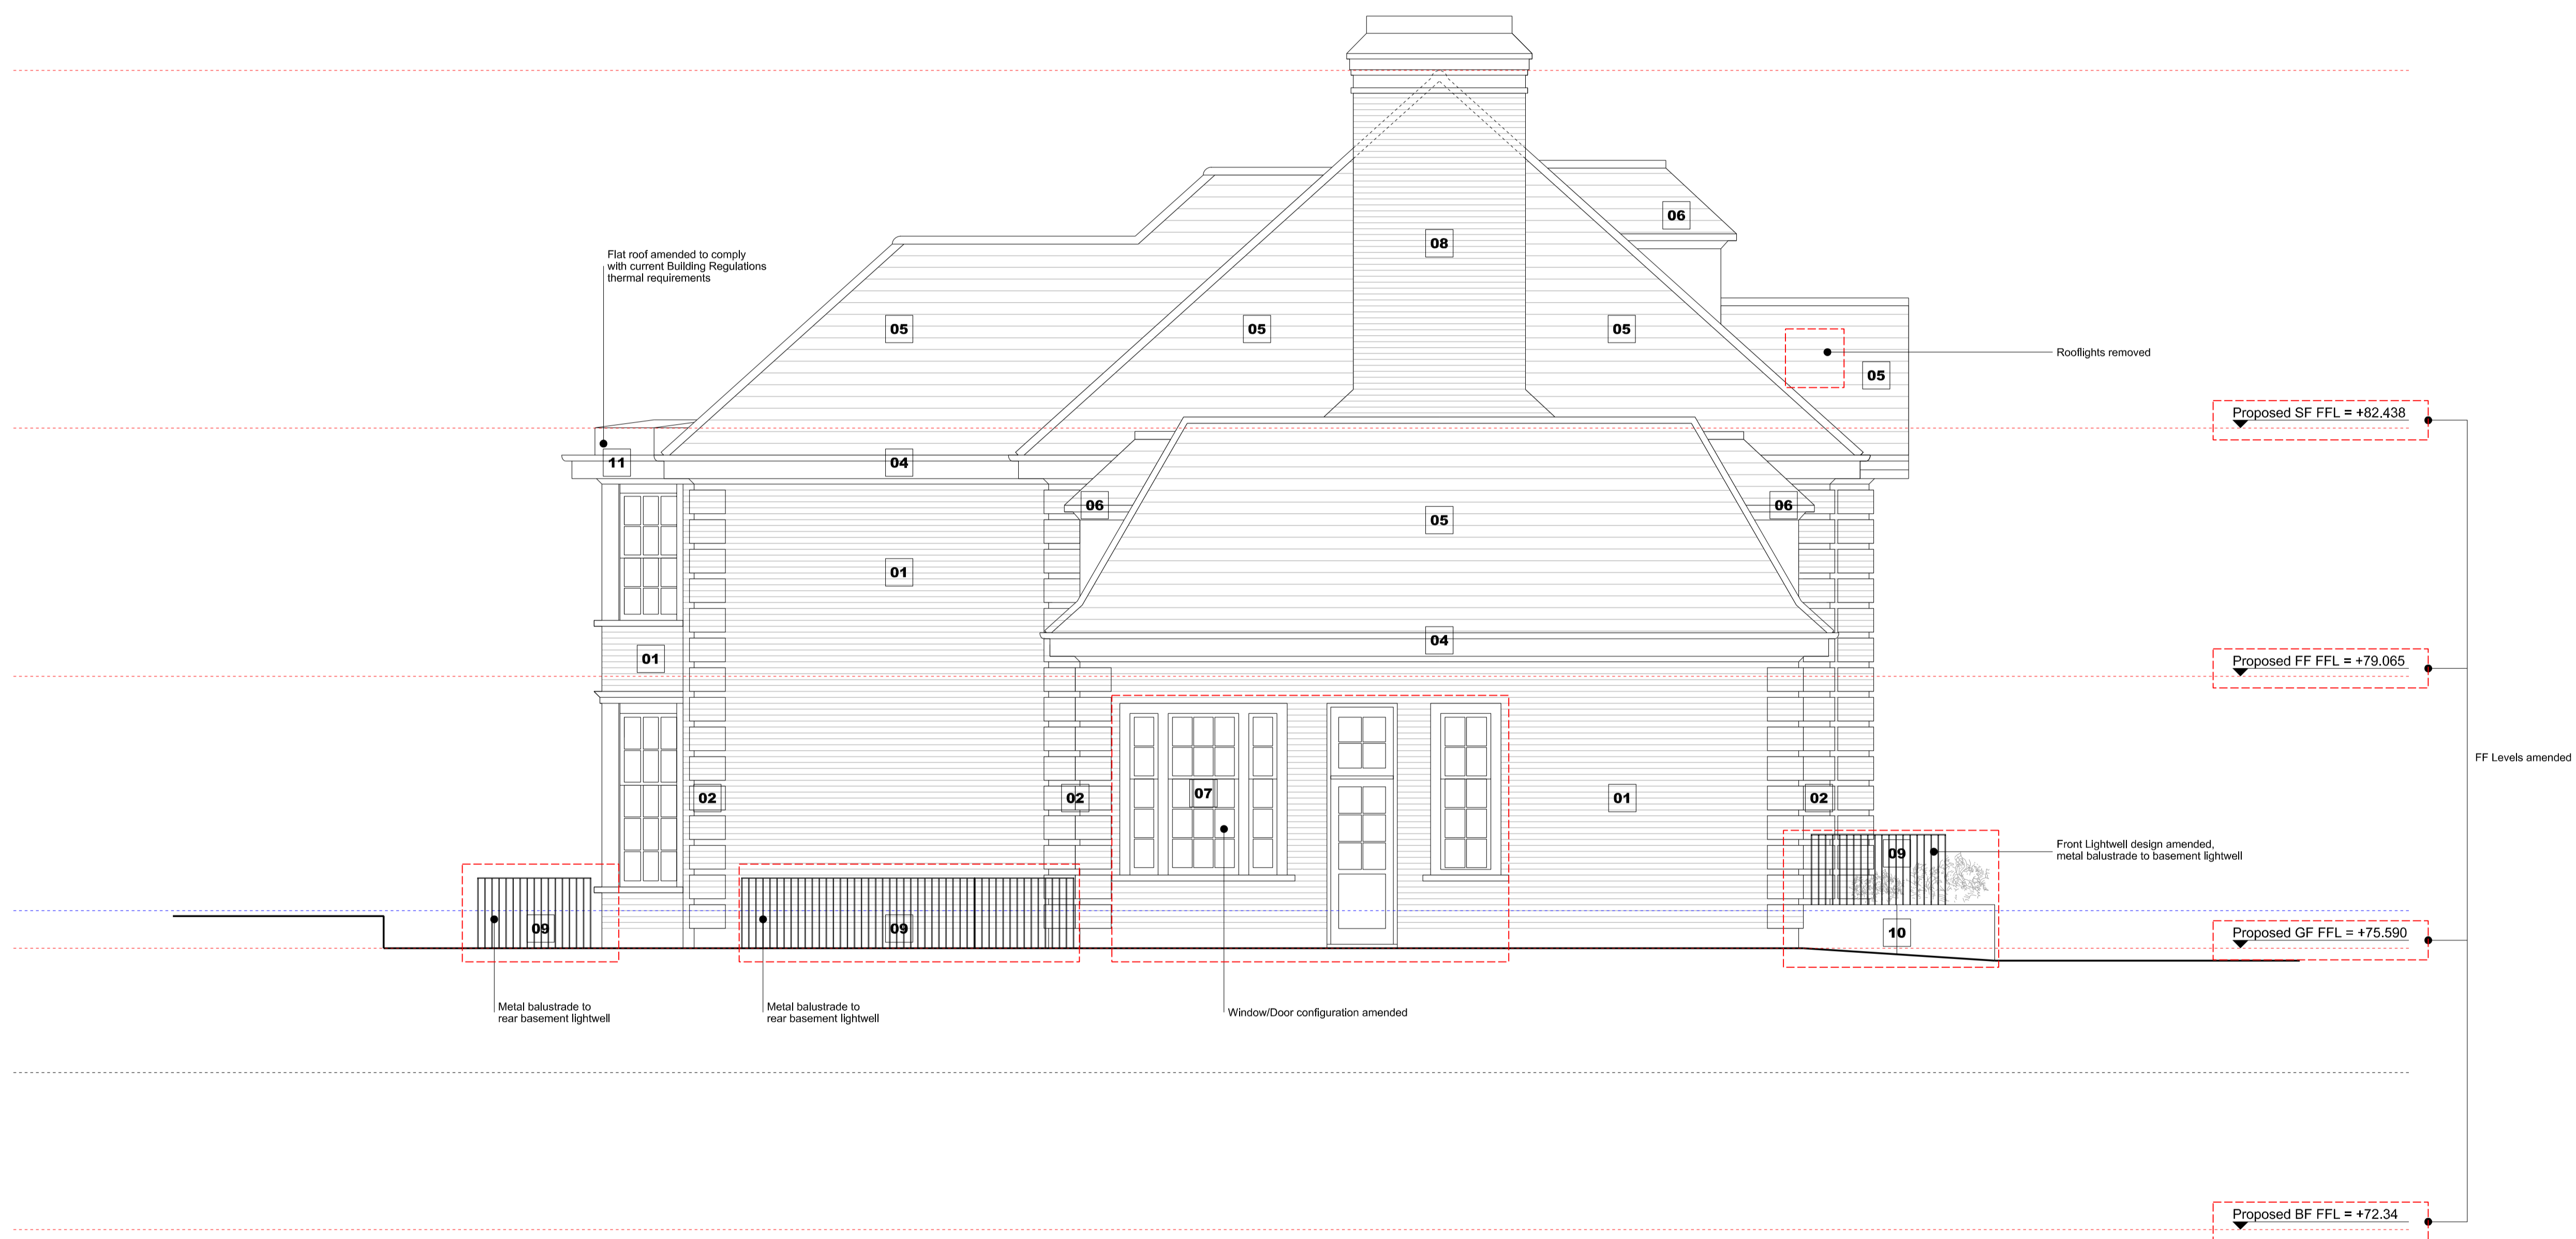 06
08
Flat roof amended to comply
with current Building Regulations
thermal requirements
05
05
05
Rooflights removed
05
Proposed SF FFL = +82.438
11
04
06
06
05
01
04
01
Proposed FF FFL = +79.065
FF Levels amended
07
02
02
01
02
Front Lightwell design amended,
metal balustrade to basement lightwell
09
09
09
10
Proposed GF FFL = +75.590
Metal balustrade to
rear basement lightwell
Metal balustrade to
rear basement lightwell
Window/Door configuration amended
Proposed BF FFL = +72.34